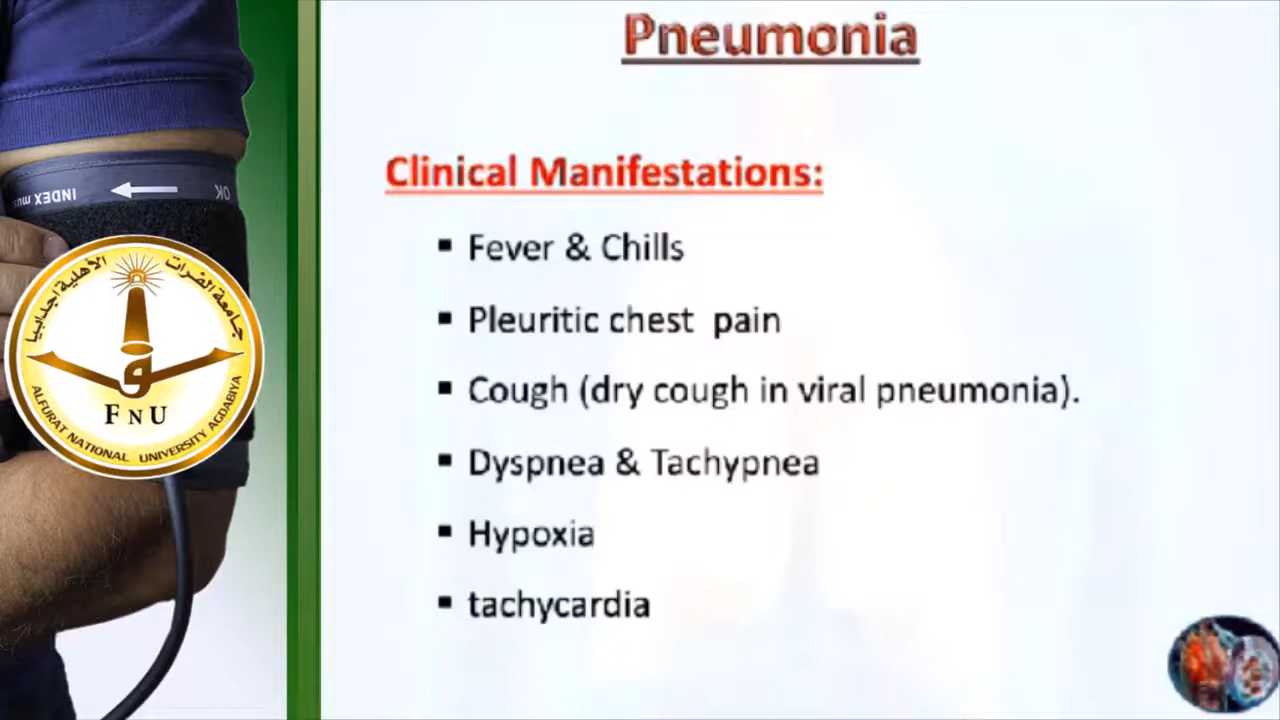 Pneumonia
Clinical Manifestations:
▪ Fever & Chills
▪ Pleuritic chest pain
▪ Cough (dry cough in viral pneumonia).
▪ Dyspnea & Tachypnea
▪ Hypoxia
▪ tachycardia
INDEX
OK
جامعة الفرات الأهلية اجدابيا
FNU
ALFURAT NATIONAL UNIVERSITY AGDABIYA